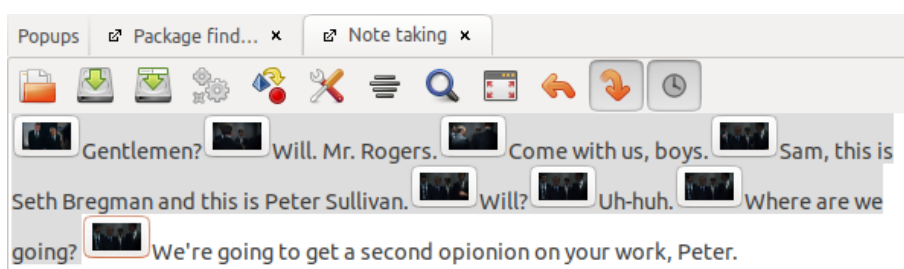 Popups Package find... × Note taking ×
Gentlemen? Will. Mr. Rogers. Come with us, boys. Sam, this is
Seth Bregman and this is Peter Sullivan. Will? Uh-huh. Where are we
going? We're going to get a second opionion on your work, Peter.